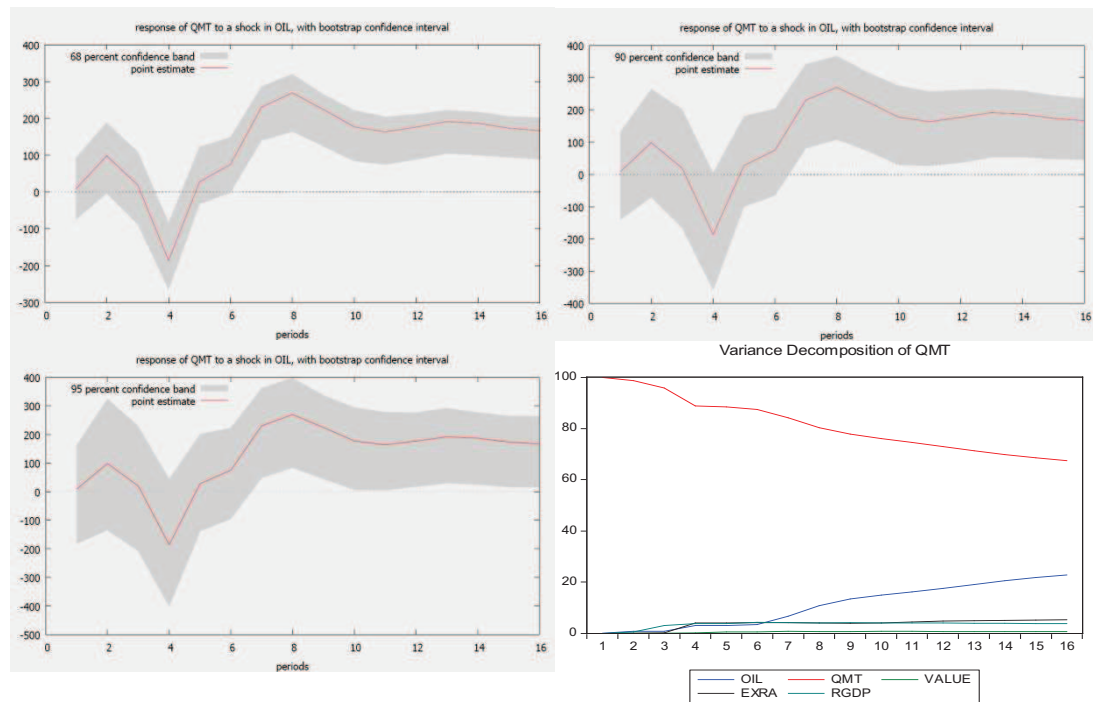 response of QMT to a shock in OIL, with bootstrap confidence interval
68 percent confidence band
point estimate
400
300
200
100
0
-100
-200
-300
0 2 4 6 8 10 12 14 16
periods
response of QMT to a shock in OIL, with bootstrap confidence interval
90 percent confidence band
point estimate
400
300
200
100
0
-100
-200
-300
-400
0 2 4 6 8 10 12 14 16
periods
response of QMT to a shock in OIL, with bootstrap confidence interval
95 percent confidence band
point estimate
400
300
200
100
0
-100
-200
-300
-400
-500
0 2 4 6 8 10 12 14 16
periods
Variance Decomposition of QMT
100
80
60
40
20
0
1 2 3 4 5 6 7 8 9 10 11 12 13 14 15 16
OIL QMT VALUE
EXRA RGDP